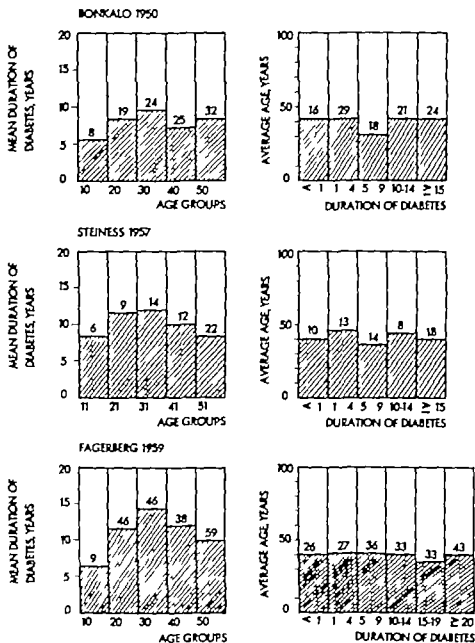 BONKALO 1950
MEAN DURATION OF
DIABETES, YEARS
20
15
10
5
0
8
19
24
25
32
10 20 30 40 50
AGE GROUPS
AVERAGE AGE, YEARS
100
50
0
16
29
18
21
24
< 1 1 4 5 9 10-14 ≥ 15
DURATION OF DIABETES
STEINESS 1957
MEAN DURATION OF
DIABETES, YEARS
20
15
10
5
0
6
9
14
12
22
11 21 31 41 51
AGE GROUPS
AVERAGE AGE, YEARS
100
50
0
10
13
14
8
18
< 1 1 4 5 9 10-14 ≥ 15
DURATION OF DIABETES
FAGERBERG 1959
MEAN DURATION OF
DIABETES, YEARS
20
15
10
5
0
9
46
46
38
59
10 20 30 40 50
AGE GROUPS
AVERAGE AGE, YEARS
100
50
0
26
27
36
33
33
43
< 1 1 4 5 9 10-14 15-19 ≥ 25
DURATION OF DIABETES